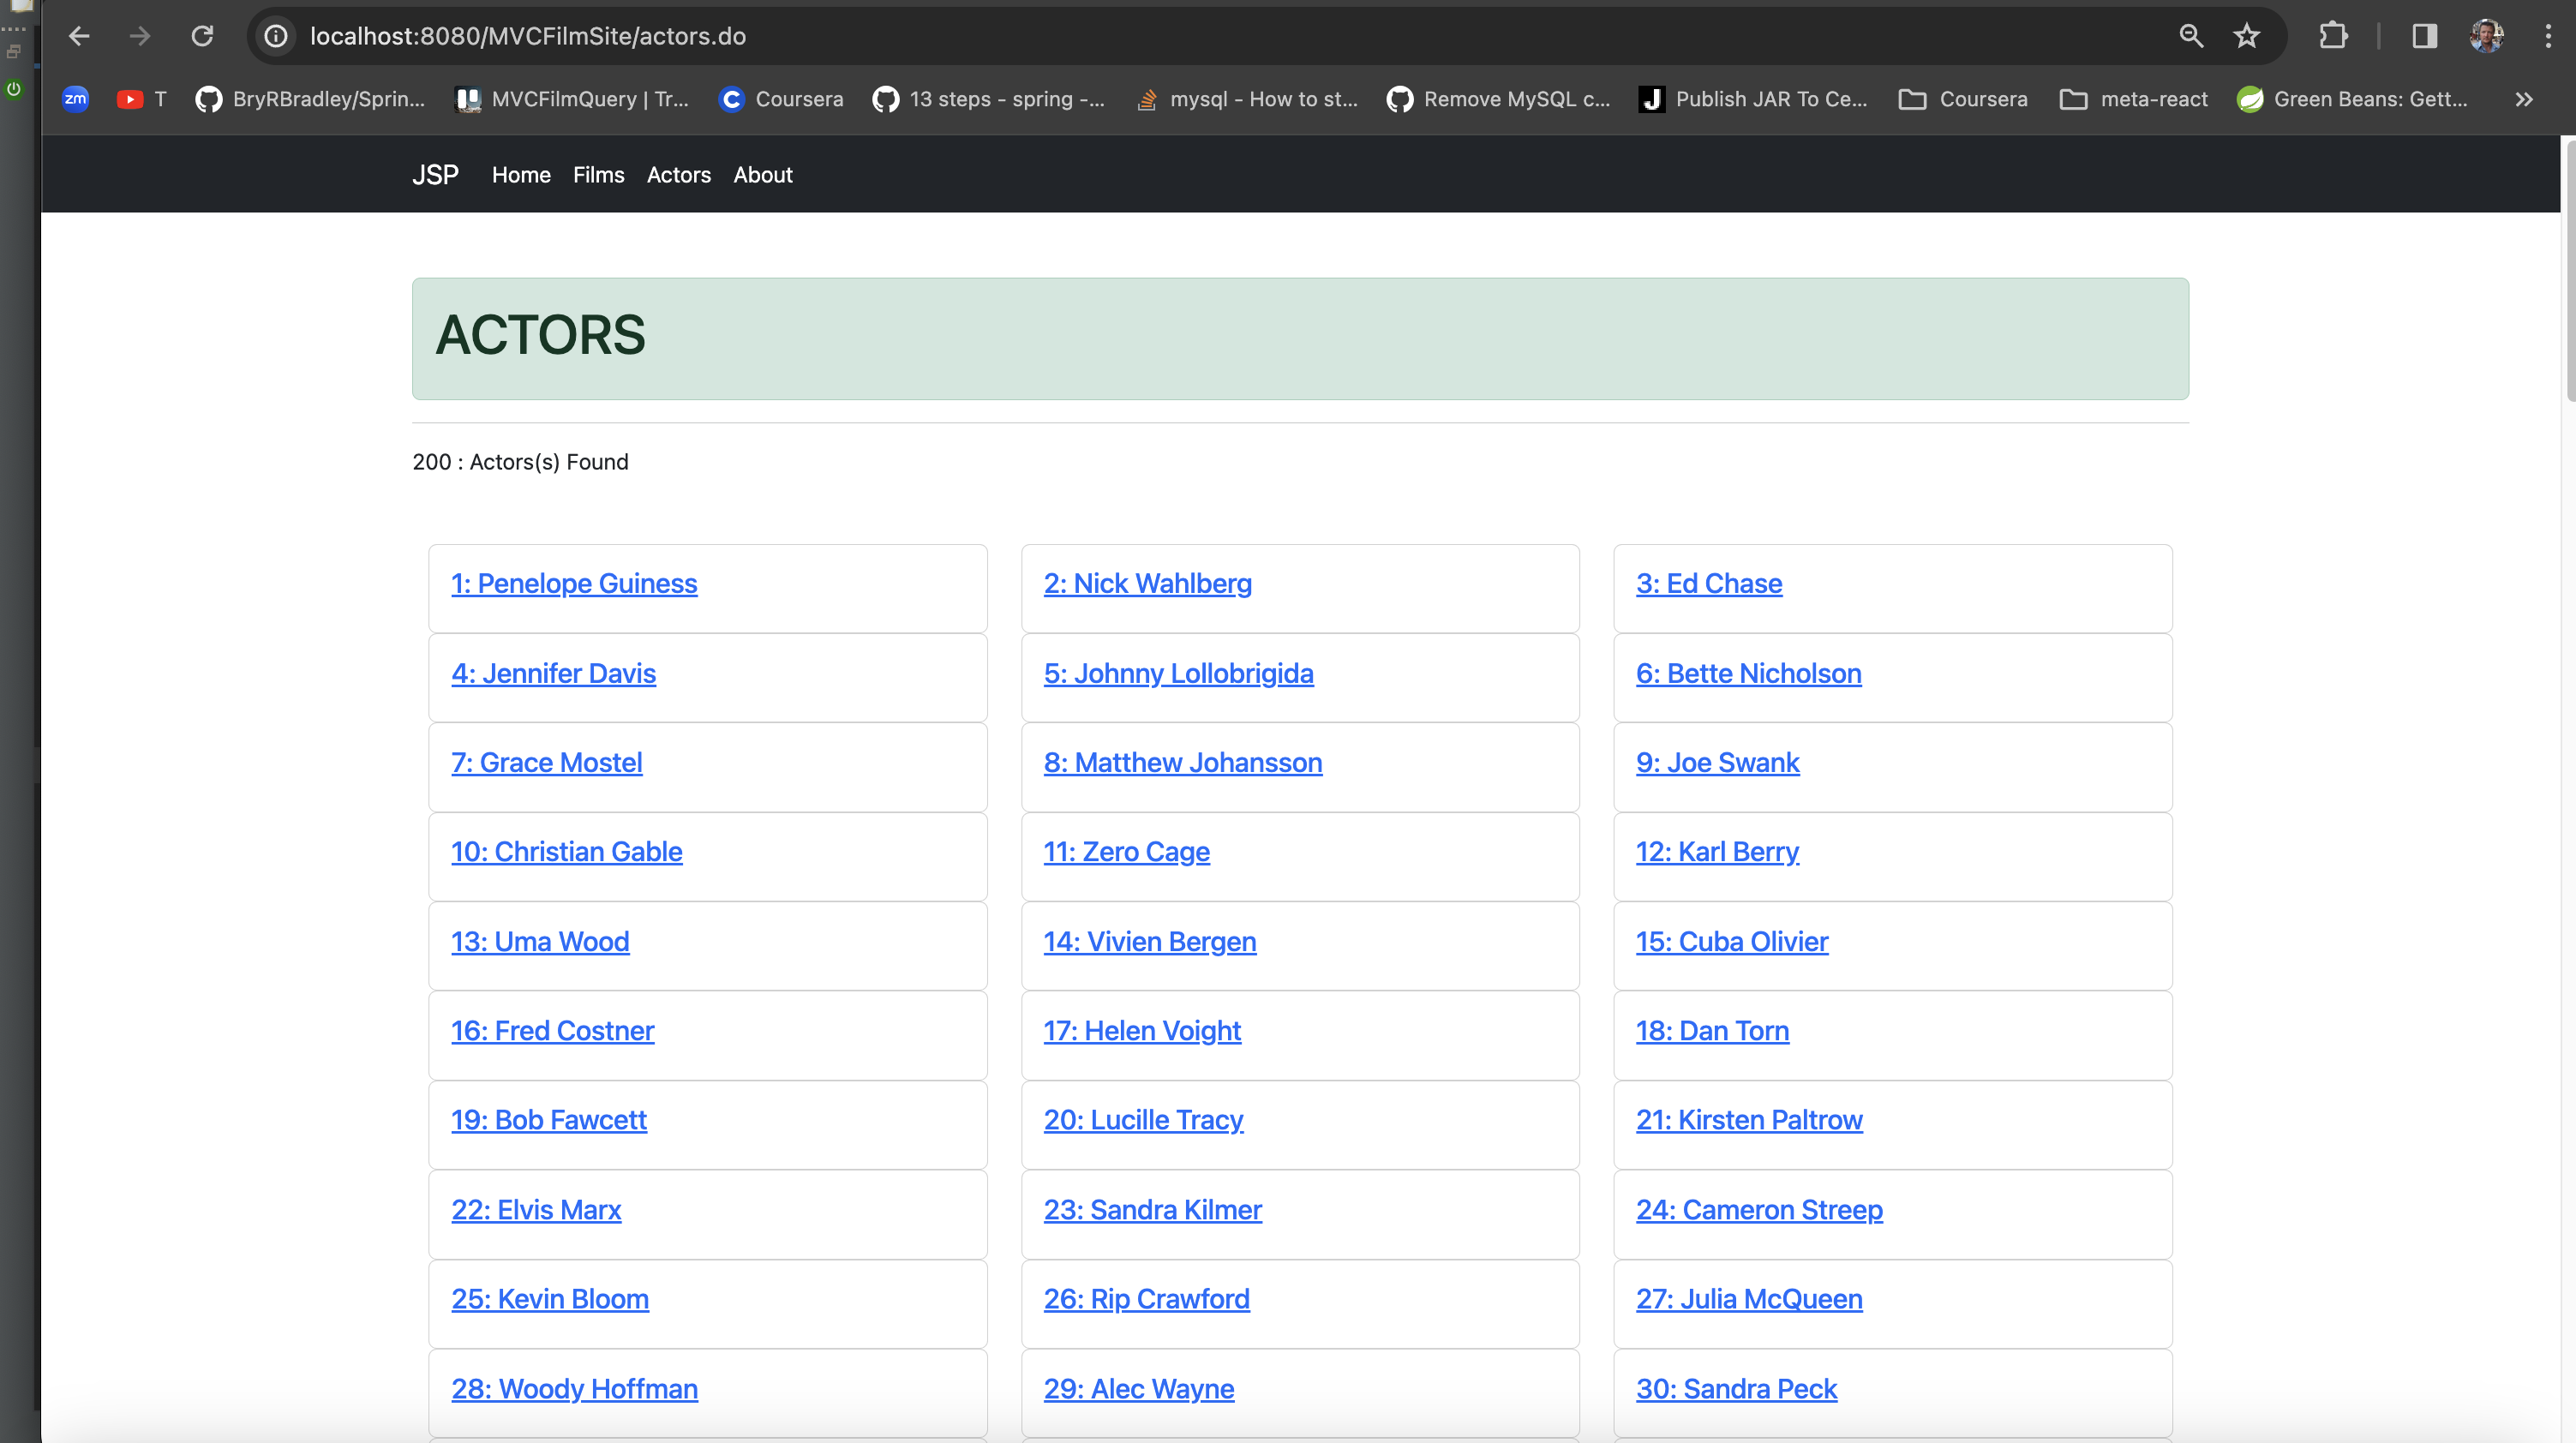 localhost:8080/MVCFilmSite/actors.do
zm T BryRBradley/Sprin... MVCFilmQuery | Tr... C Coursera 13 steps - spring -... mysql - How to st... Remove MySQL c... J Publish JAR To Ce... Coursera meta-react Green Beans: Gett... »
JSP Home Films Actors About
ACTORS
200 : Actors(s) Found
1: Penelope Guiness 2: Nick Wahlberg 3: Ed Chase
4: Jennifer Davis 5: Johnny Lollobrigida 6: Bette Nicholson
7: Grace Mostel 8: Matthew Johansson 9: Joe Swank
10: Christian Gable 11: Zero Cage 12: Karl Berry
13: Uma Wood 14: Vivien Bergen 15: Cuba Olivier
16: Fred Costner 17: Helen Voight 18: Dan Torn
19: Bob Fawcett 20: Lucille Tracy 21: Kirsten Paltrow
22: Elvis Marx 23: Sandra Kilmer 24: Cameron Streep
25: Kevin Bloom 26: Rip Crawford 27: Julia McQueen
28: Woody Hoffman 29: Alec Wayne 30: Sandra Peck